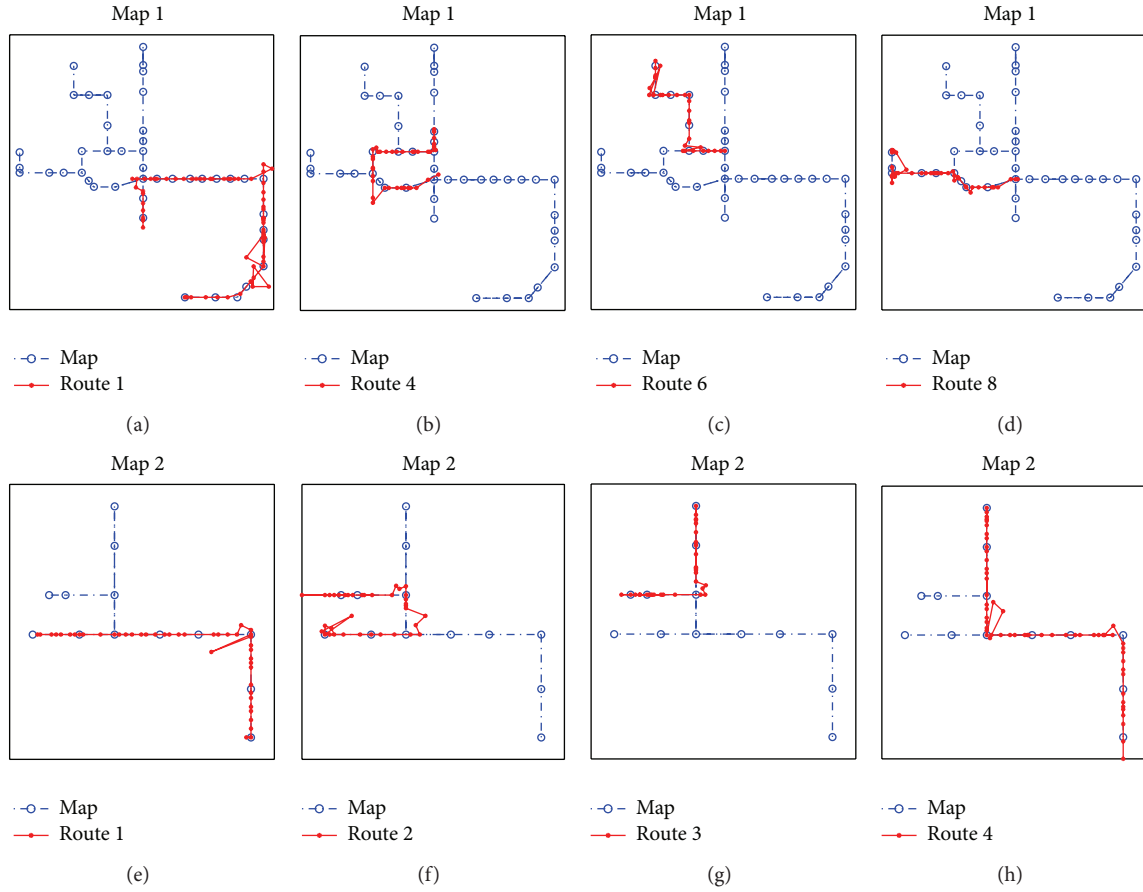 Map 1
Map 1
Map 1
Map 1
Map
Route 1
Map
Route 4
Map
Route 6
Map
Route 8
(a)
(b)
(c)
(d)
Map 2
Map 2
Map 2
Map 2
Map
Route 1
Map
Route 2
Map
Route 3
Map
Route 4
(e)
(f)
(g)
(h)